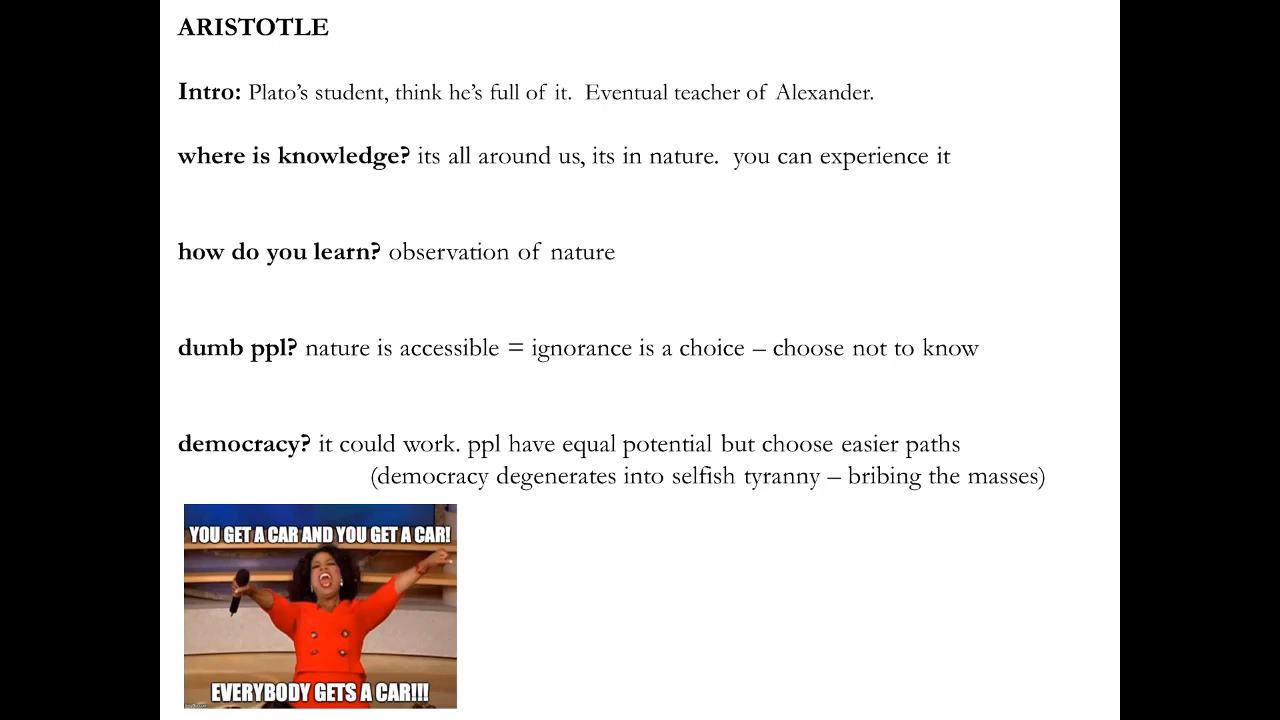 ARISTOTLE
Intro: Plato's student, think he's full of it.  Eventual teacher of Alexander.
where is knowledge? its all around us, its in nature.  you can experience it
how do you learn? observation of nature
dumb ppl? nature is accessible = ignorance is a choice – choose not to know
democracy? it could work. ppl have equal potential but choose easier paths
(democracy degenerates into selfish tyranny – bribing the masses)
YOU GET A CAR AND YOU GET A CAR!
EVERYBODY GETS A CAR!!!